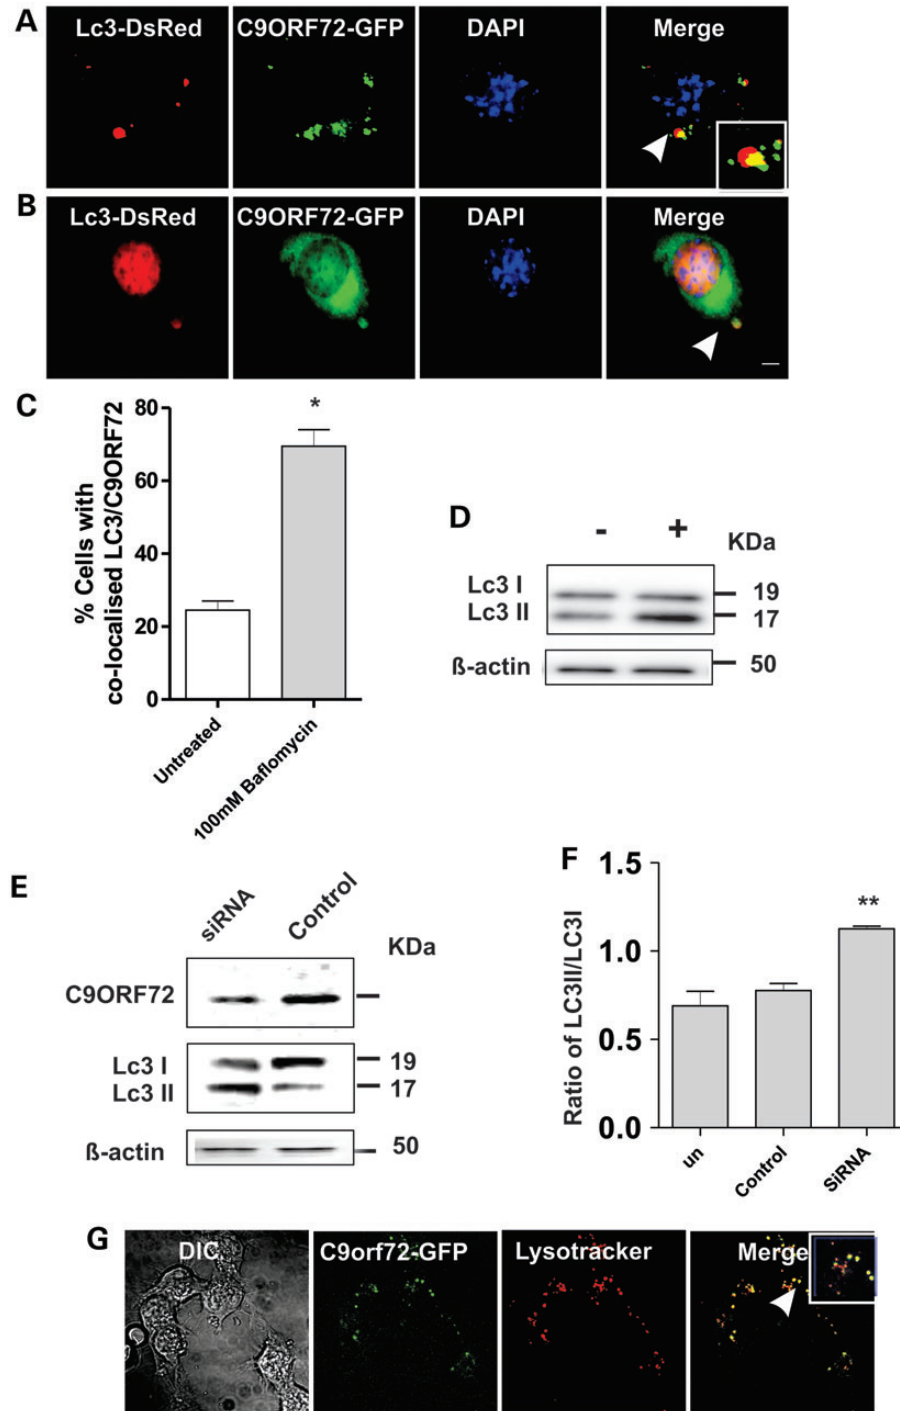 A
Lc3-DsRed C9ORF72-GFP DAPI Merge
B
Lc3-DsRed C9ORF72-GFP DAPI Merge
C
80
60
40
20
0
% Cells with
co-localised LC3/C9ORF72
*
Untreated
100mM Baflomycin
D
- +
KDa
Lc3 I
Lc3 II
ß-actin
19
17
50
E
siRNA Control
KDa
C9ORF72
Lc3 I
Lc3 II
ß-actin
19
17
50
F
1.5
1.0
0.5
0.0
Ratio of LC3II/LC3I
**
un
Control
SiRNA
G
DIC C9orf72-GFP Lysotracker Merge